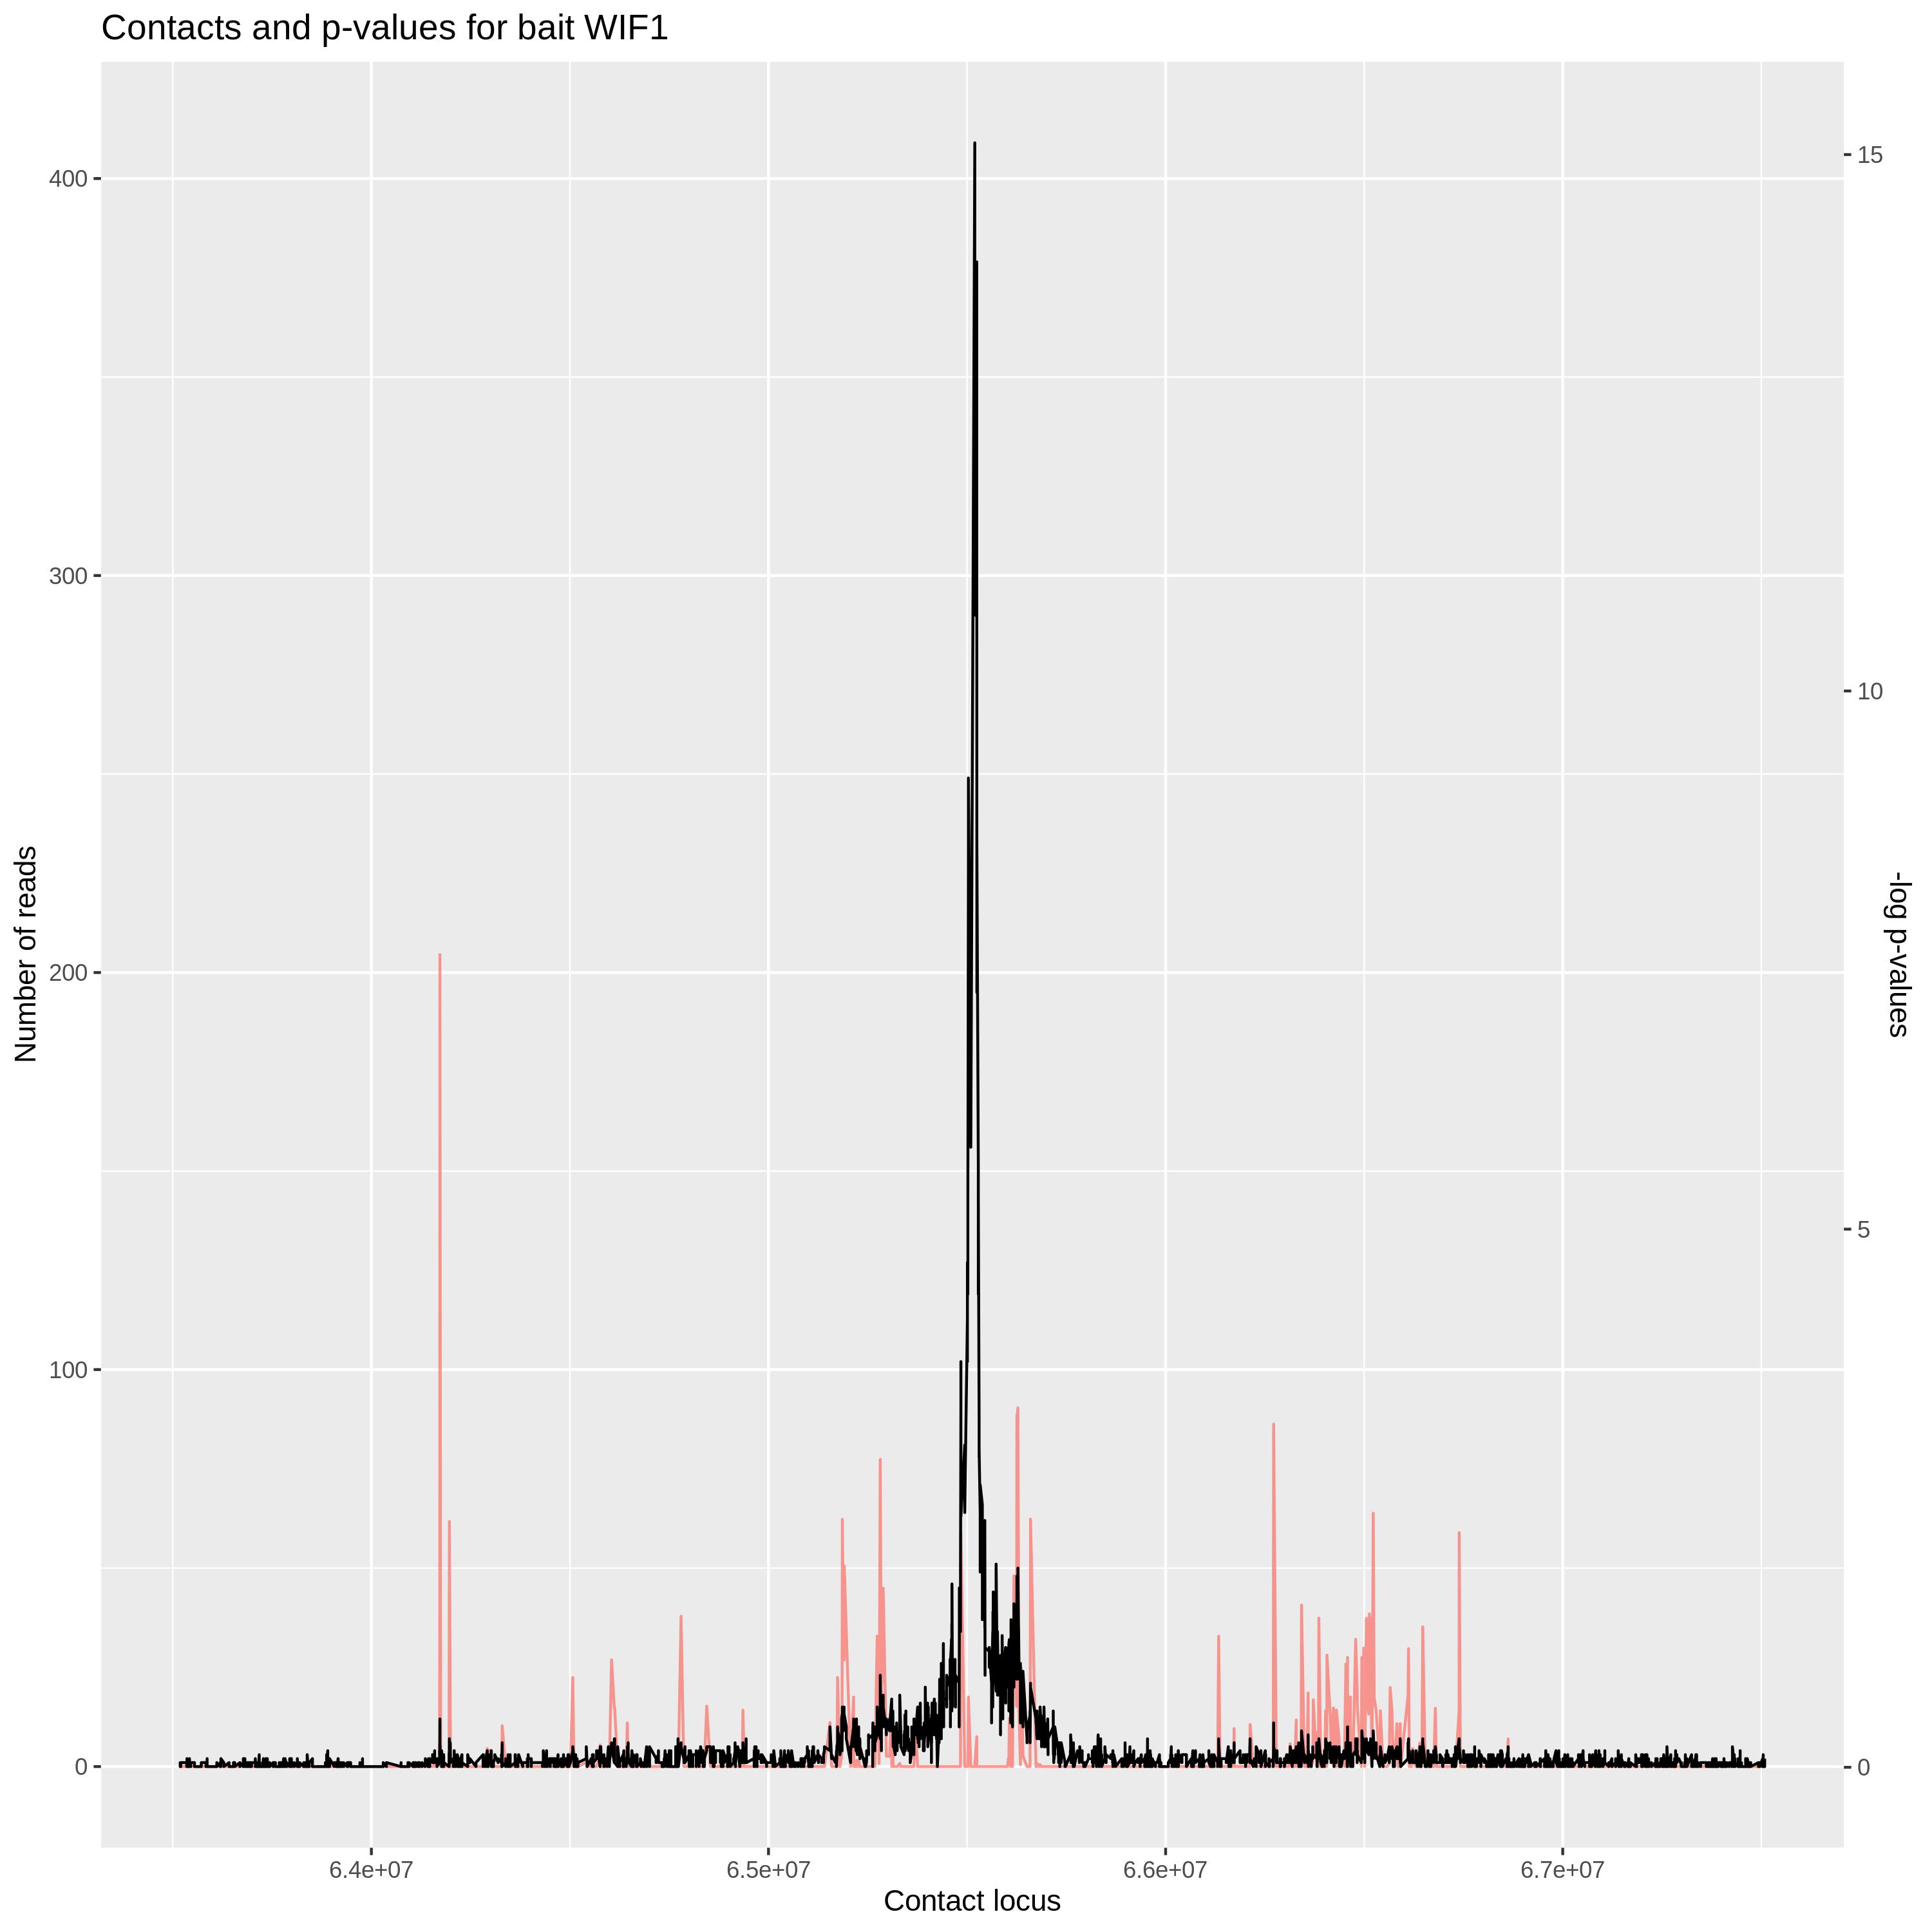 Contacts and p-values for bait WIF1
400
300
200
100
0
Number of reads
15
10
5
0
-log p-values
6.4e+07 6.5e+07 6.6e+07 6.7e+07
Contact locus